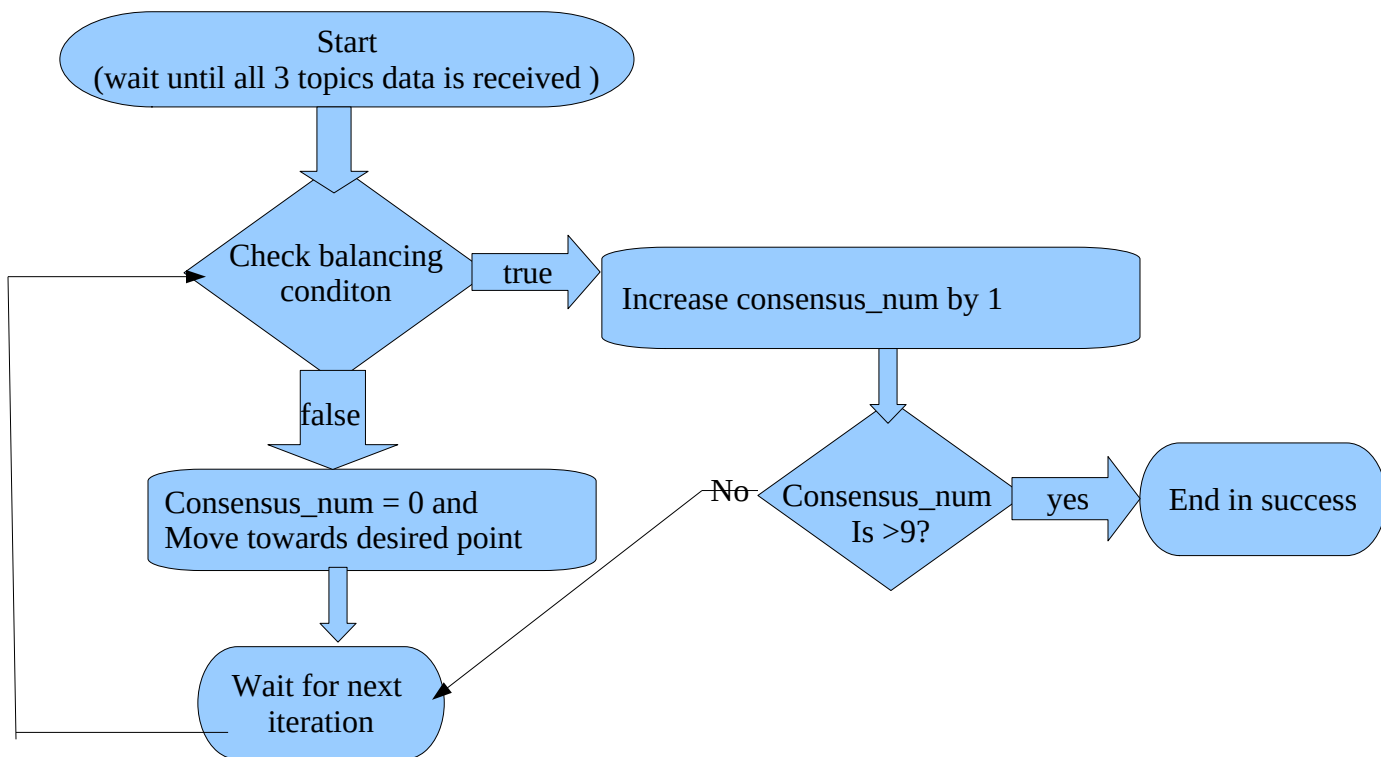 Start
(wait until all 3 topics data is received )
Check balancing
conditon
true
Increase consensus_num by 1
false
Consensus_num = 0 and
Move towards desired point
No
Consensus_num
Is >9?
yes
End in success
Wait for next
iteration